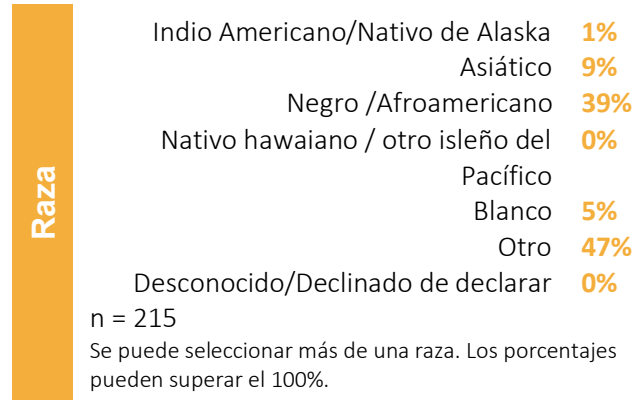 Raza
Indio Americano/Nativo de Alaska 1%
Asiático 9%
Negro /Afroamericano 39%
Nativo hawaiano / otro isleño del 0%
Pacífico
Blanco 5%
Otro 47%
Desconocido/Declinado de declarar 0%
n = 215
Se puede seleccionar más de una raza. Los porcentajes
pueden superar el 100%.